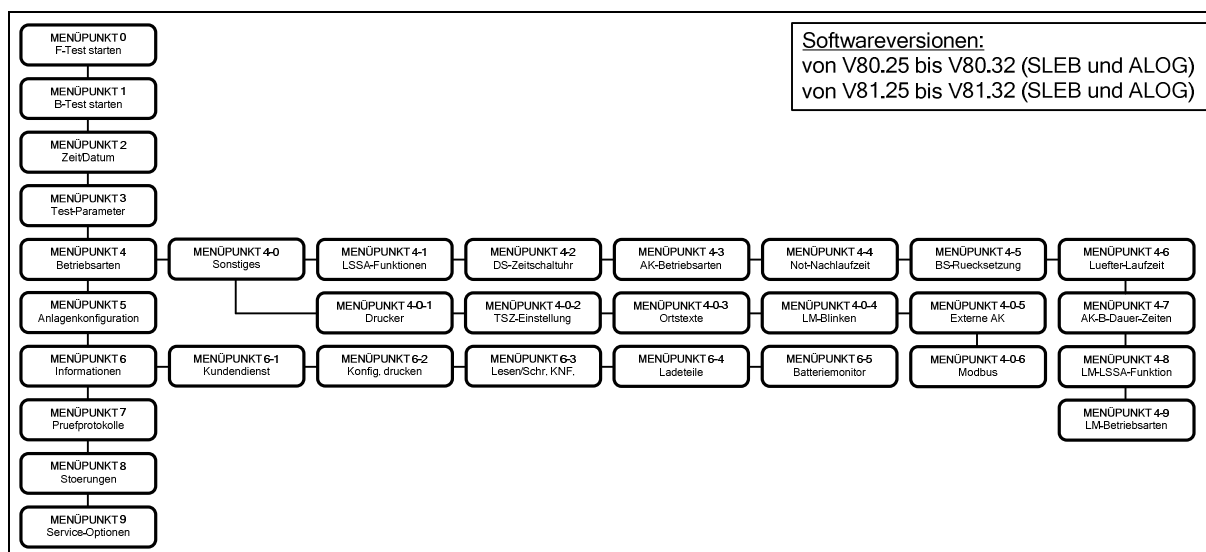 MENÜPUNKT 0
F-Test starten
Softwareversionen:
von V80.25 bis V80.32 (SLEB und ALOG)
von V81.25 bis V81.32 (SLEB und ALOG)
MENÜPUNKT 1
B-Test starten
MENÜPUNKT 2
Zeit/Datum
MENÜPUNKT 3
Test-Parameter
MENÜPUNKT 4
Betriebsarten
MENÜPUNKT 4-0
Sonstiges
MENÜPUNKT 4-1
LSSA-Funktionen
MENÜPUNKT 4-2
DS-Zeitschaltuhr
MENÜPUNKT 4-3
AK-Betriebsarten
MENÜPUNKT 4-4
Not-Nachlaufzeit
MENÜPUNKT 4-5
BS-Ruecksetzung
MENÜPUNKT 4-6
Luefter-Laufzeit
MENÜPUNKT 5
Anlagenkonfiguration
MENÜPUNKT 4-0-1
Drucker
MENÜPUNKT 4-0-2
TSZ-Einstellung
MENÜPUNKT 4-0-3
Ortstexte
MENÜPUNKT 4-0-4
LM-Blinken
MENÜPUNKT 4-0-5
Externe AK
MENÜPUNKT 4-7
AK-B-Dauer-Zeiten
MENÜPUNKT 6
Informationen
MENÜPUNKT 6-1
Kundendienst
MENÜPUNKT 6-2
Konfig. drucken
MENÜPUNKT 6-3
Lesen/Schr. KNF.
MENÜPUNKT 6-4
Ladeteile
MENÜPUNKT 6-5
Batteriemonitor
MENÜPUNKT 4-0-6
Modbus
MENÜPUNKT 4-8
LM-LSSA-Funktion
MENÜPUNKT 7
Pruefprotokolle
MENÜPUNKT 4-9
LM-Betriebsarten
MENÜPUNKT 8
Stoerungen
MENÜPUNKT 9
Service-Optionen